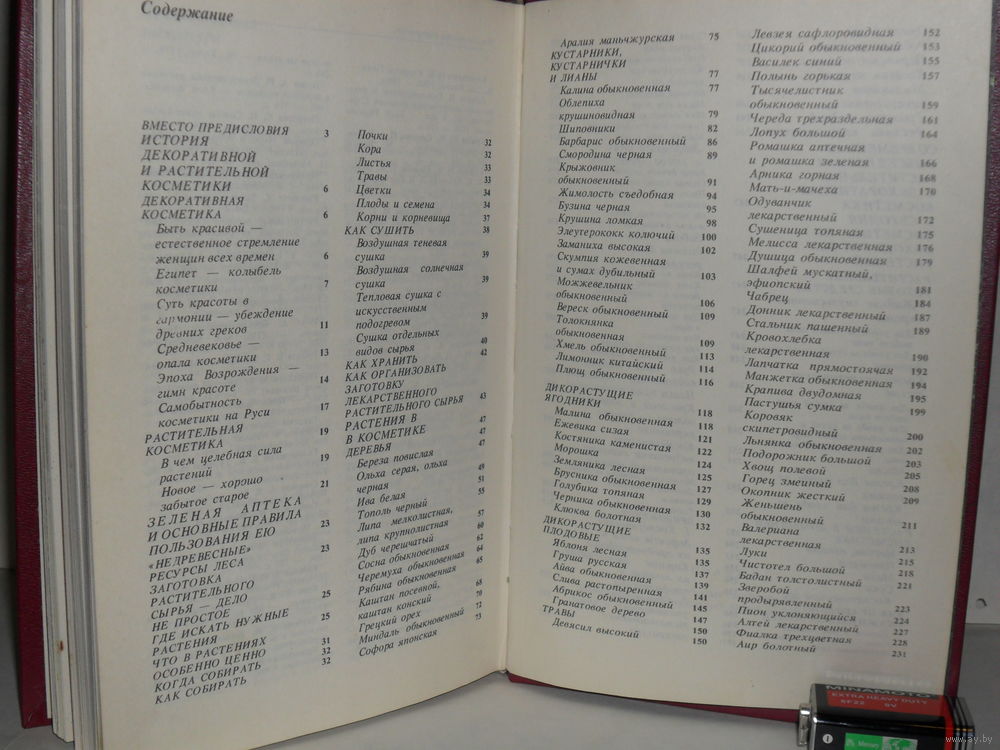 Содержание
ВМЕСТО ПРЕДИСЛОВИЯ 3
ИСТОРИЯ
ДЕКОРАТИВНОЙ
И РАСТИТЕЛЬНОЙ
КОСМЕТИКИ 6
ДЕКОРАТИВНАЯ
КОСМЕТИКА 6
Быть красивой —
естественное стремление
женщин всех времен 6
Египет — колыбель
косметики 7
Суть красоты в
гармонии — убеждение
древних греков 11
Средневековье —
опала косметики 13
Эпоха Возрождения —
гимн красоте 14
Самобытность
косметики на Руси 17
РАСТИТЕЛЬНАЯ
КОСМЕТИКА 19
В чем целебная сила
растений 19
Новое — хорошо
забытое старое 21
ЗЕЛЕНАЯ АПТЕКА
И ОСНОВНЫЕ ПРАВИЛА
ПОЛЬЗОВАНИЯ ЕЮ 23
«НЕДРЕВЕСНЫЕ»
РЕСУРСЫ ЛЕСА 23
ЗАГОТОВКА
РАСТИТЕЛЬНОГО
СЫРЬЯ — ДЕЛО
НЕ ПРОСТОЕ 25
ГДЕ ИСКАТЬ НУЖНЫЕ
РАСТЕНИЯ 25
ЧТО В РАСТЕНИЯХ
ОСОБЕННО ЦЕННО 31
КОГДА СОБИРАТЬ 32
КАК СОБИРАТЬ 32
Почки 32
Кора 32
Листья 33
Травы 33
Цветки 34
Плоды и семена 34
Корни и корневища 37
КАК СУШИТЬ 38
Воздушная теневая
сушка 39
Воздушная солнечная
сушка 39
Тепловая сушка с
искусственным
подогревом 39
Сушка отдельных
видов сырья 40
КАК ХРАНИТЬ 42
КАК ОРГАНИЗОВАТЬ
ЗАГОТОВКУ
ЛЕКАРСТВЕННОГО
РАСТИТЕЛЬНОГО СЫРЬЯ 43
РАСТЕНИЯ В
КОСМЕТИКЕ 47
ДЕРЕВЬЯ 47
Береза повислая 47
Ольха серая, ольха
черная 49
Ива белая 51
Тополь черный 55
Липа мелколистная,
липа крупнолистная 57
Дуб черешчатый 60
Сосна обыкновенная 62
Черемуха обыкновенная 64
Рябина обыкновенная 65
Каштан посевной,
каштан конский 68
Грецкий орех 70
Миндаль обыкновенный 72
Софора японская 73
Аралия маньчжурская 75
КУСТАРНИКИ,
КУСТАРНИЧКИ
И ЛИАНЫ 77
Калина обыкновенная 77
Облепиха
крушиновидная 79
Шиповники 82
Барбарис обыкновенный 86
Смородина черная 89
Крыжовник
обыкновенный 91
Жимолость съедобная 94
Бузина черная 95
Крушина ломкая 98
Элеутерококк колючий 100
Заманиха высокая 102
Скумпия кожевенная
и сумах дубильный 103
Можжевельник
обыкновенный 106
Вереск обыкновенный 109
Толокнянка
обыкновенная 109
Хмель обыкновенный 113
Лимонник китайский 114
Плющ обыкновенный 116
ДИКОРАСТУЩИЕ
ЯГОДНИКИ 118
Малина обыкновенная 118
Ежевика сизая 121
Костяника каменистая 122
Морошка 124
Земляника лесная 125
Брусника обыкновенная 127
Голубика топяная 129
Черника обыкновенная 130
Клюква болотная 132
ДИКОРАСТУЩИЕ
ПЛОДОВЫЕ 135
Яблоня лесная 135
Груша русская 137
Айва обыкновенная 139
Слива растопыренная 141
Абрикос обыкновенный 145
Гранатовое дерево 147
ТРАВЫ 150
Девясил высокий 150
Левзея сафлоровидная 152
Цикорий обыкновенный 153
Василек синий 155
Полынь горькая 157
Тысячелистник
обыкновенный 159
Череда трехраздельная 161
Лопух большой 164
Ромашка аптечная
и ромашка зеленая 166
Арника горная 168
Мать-и-мачеха 170
Одуванчик
лекарственный 172
Сушеница топяная 175
Мелисса лекарственная 176
Душица обыкновенная 179
Шалфей мускатный,
эфиопский 181
Чабрец 184
Донник лекарственный 187
Стальник пашенный 189
Кровохлебка
лекарственная 190
Лапчатка прямостоячая 192
Манжетка обыкновенная 194
Крапива двудомная 195
Пастушья сумка 199
Коровяк
скипетровидный 200
Льнянка обыкновенная 202
Подорожник большой 203
Хвощ полевой 205
Горец змеиный 208
Окопник жесткий 209
Женьшень
обыкновенный 211
Валериана
лекарственная 213
Луки 215
Чистотел большой 218
Бадан толстолистный 221
Зверобой
продырявленный 223
Пион уклоняющийся 224
Алтей лекарственный 227
Фиалка трехцветная 228
Аир болотный 231
MINAMOTO
EXTRA HEAVY DUTY
6F22 9V
www.ay.by